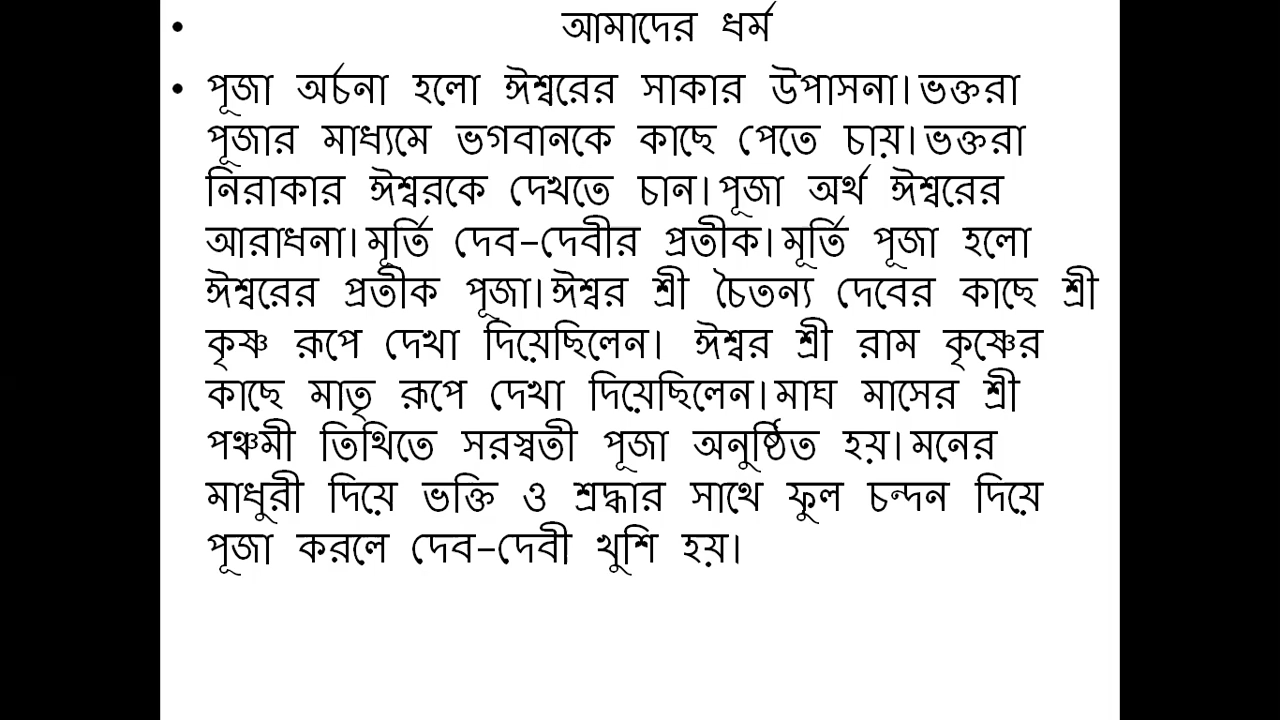 • আমাদের ধর্ম
• পূজা অর্চনা হলো ঈশ্বরের সাকার উপাসনা। ভক্তরা
পূজার মাধ্যমে ভগবানকে কাছে পেতে চায়। ভক্তরা
নিরাকার ঈশ্বরকে দেখতে চান। পূজা অর্থ ঈশ্বরের
আরাধনা। মূর্তি দেব-দেবীর প্রতীক। মূর্তি পূজা হলো
ঈশ্বরের প্রতীক পূজা। ঈশ্বর শ্রী চৈতন্য দেবের কাছে শ্রী
কৃষ্ণ রূপে দেখা দিয়েছিলেন। ঈশ্বর শ্রী রাম কৃষ্ণের
কাছে মাতৃ রূপে দেখা দিয়েছিলেন। মাঘ মাসের শ্রী
পঞ্চমী তিথিতে সরস্বতী পূজা অনুষ্ঠিত হয়। মনের
মাধুরী দিয়ে ভক্তি ও শ্রদ্ধার সাথে ফুল চন্দন দিয়ে
পূজা করলে দেব-দেবী খুশি হয়।